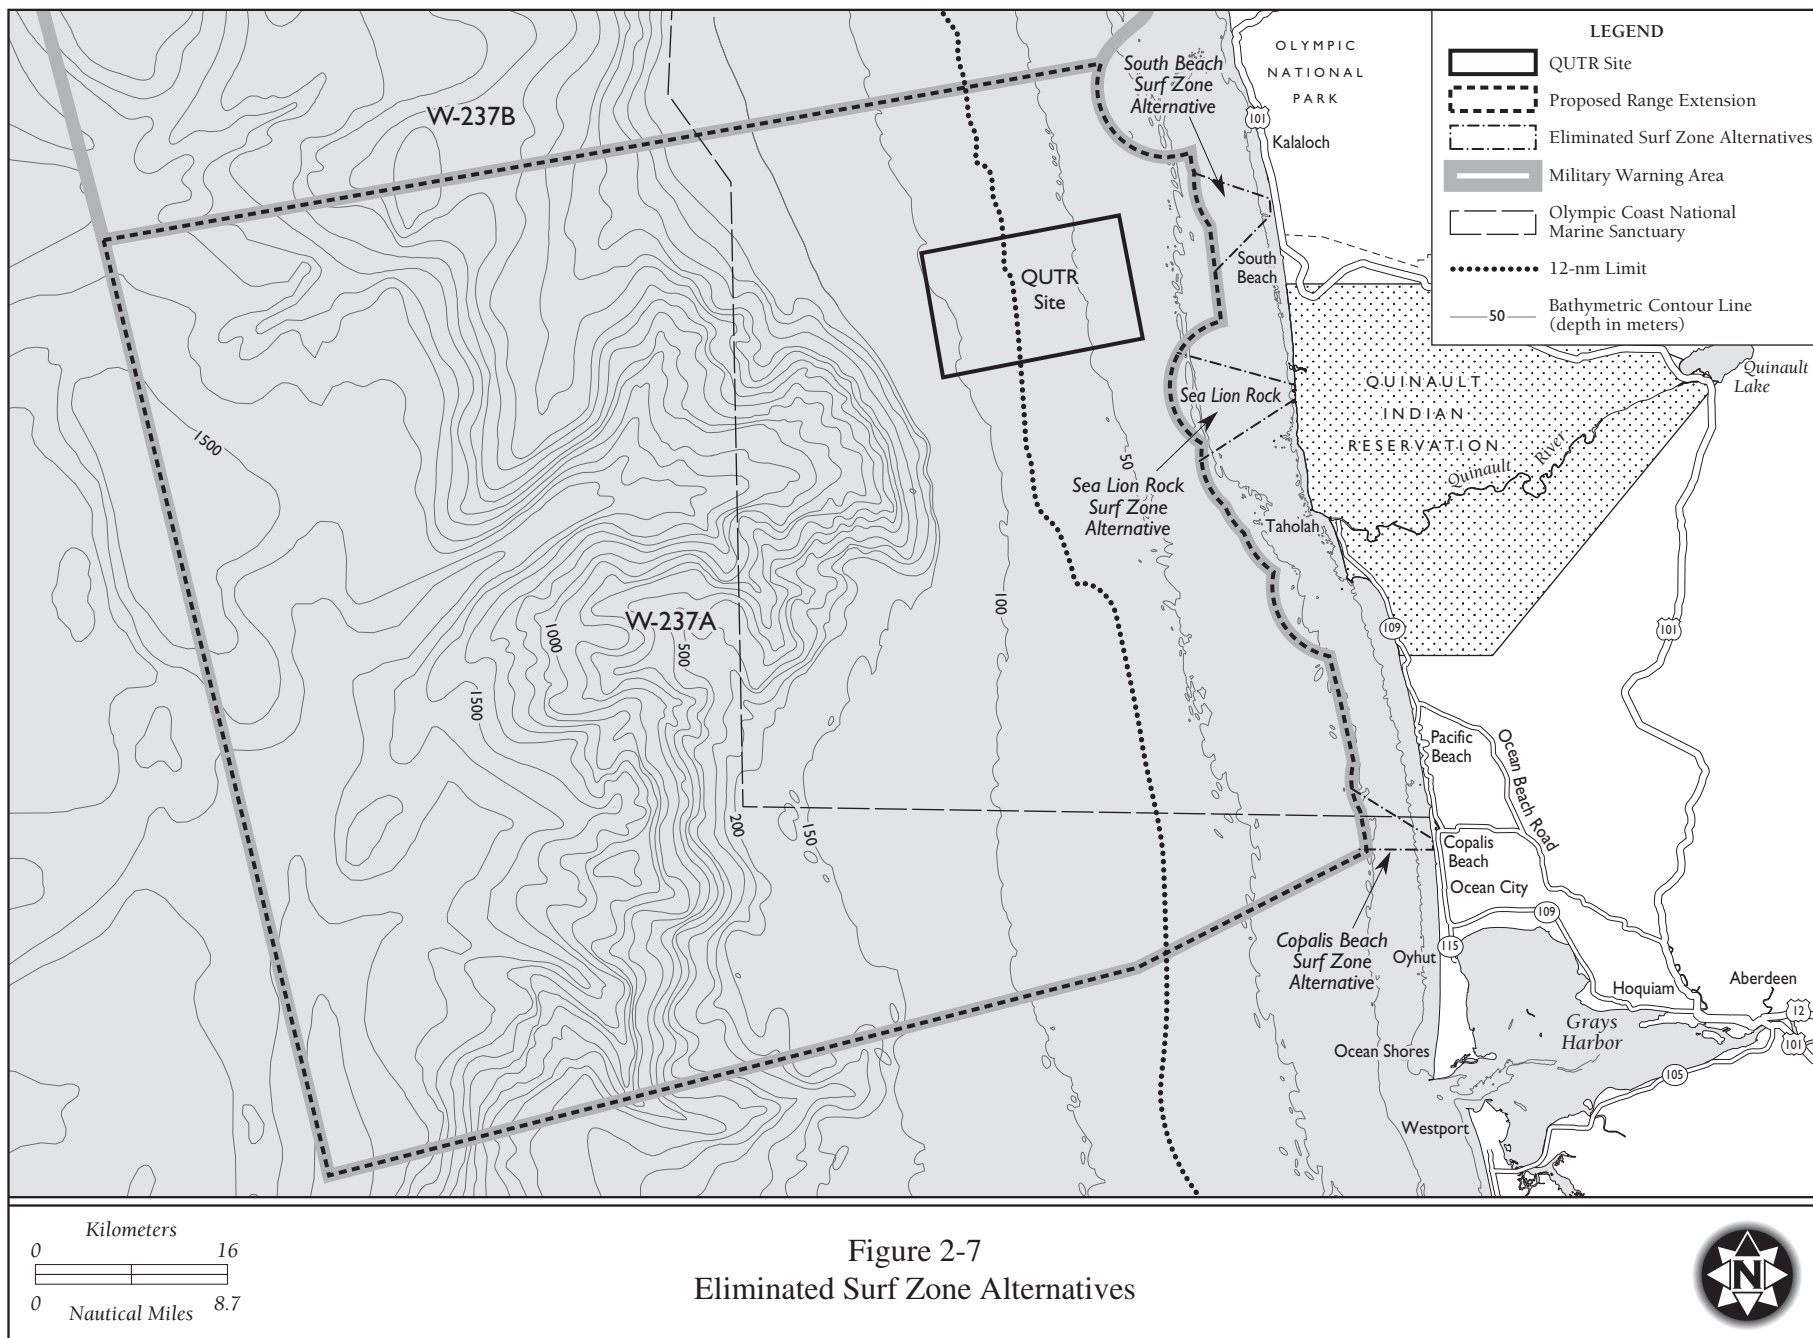 LEGEND
QUTR Site
Proposed Range Extension
Eliminated Surf Zone Alternatives
Military Warning Area
Olympic Coast National
Marine Sanctuary
12-nm Limit
50
Bathymetric Contour Line
(depth in meters)
OLYMPIC
NATIONAL
PARK
101
Kalaloch
South Beach
Surf Zone
Alternative
W-237B
South
Beach
QUTR
Site
Quinault
Lake
QUINAULT
INDIAN
RESERVATION
Quinault River
Sea Lion Rock
1500
50
Sea Lion Rock
Surf Zone
Alternative
Taholah
100
W-237A
1000
500
109
101
1500
Pacific
Beach
Ocean Beach Road
200
150
Copalis
Beach
Ocean City
109
Copalis Beach
Surf Zone
Alternative
115
Oyhut
Hoquiam
Aberdeen
12
Grays
Harbor
101
Ocean Shores
105
Westport
Kilometers
0 16
0 8.7
Nautical Miles
Figure 2-7
Eliminated Surf Zone Alternatives
N